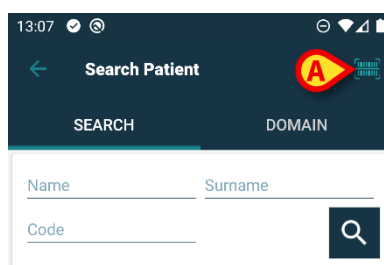 13:07
Search Patient
A
SEARCH DOMAIN
Name Surname
Code